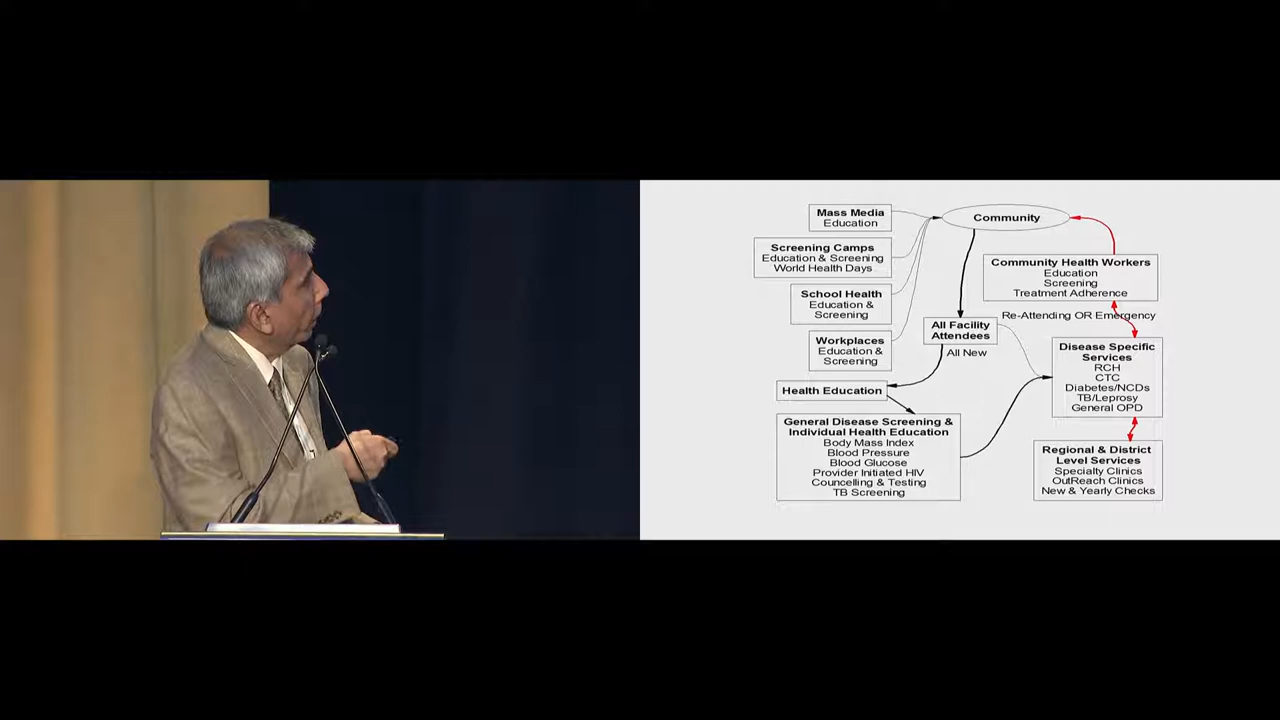 Mass Media
Education
Community
Screening Camps
Education & Screening
World Health Days
Community Health Workers
Education
Screening
Treatment Adherence
School Health
Education &
Screening
Re-Attending OR Emergency
All Facility
Attendees
All New
Workplaces
Education &
Screening
Disease Specific
Services
RCH
CTC
Diabetes/NCDs
TB/Leprosy
General OPD
Health Education
General Disease Screening &
Individual Health Education
Body Mass Index
Blood Pressure
Blood Glucose
Provider Initiated HIV
Councelling & Testing
TB Screening
Regional & District
Level Services
Specialty Clinics
OutReach Clinics
New & Yearly Checks